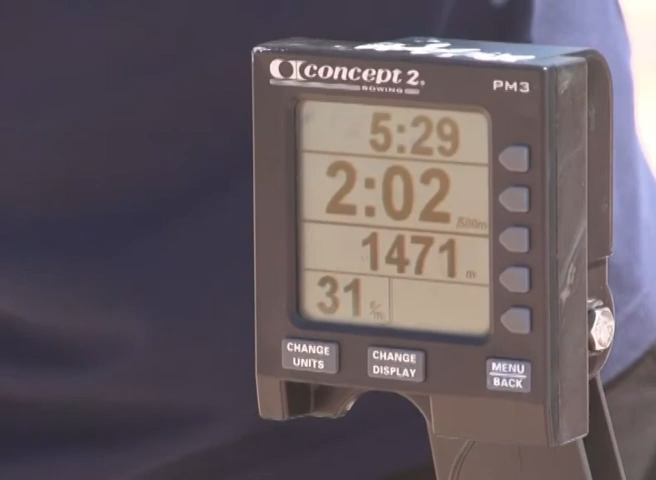 concept 2®
ROWING
PM3
5:29
2:02 /500m
1471 m
31 s/m
CHANGE UNITS
CHANGE DISPLAY
MENU
BACK